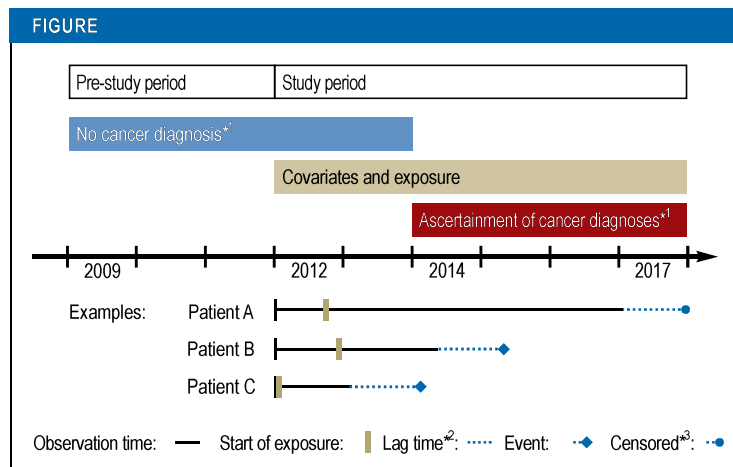 FIGURE
Pre-study period Study period
No cancer diagnosis*1
Covariates and exposure
Ascertainment of cancer diagnoses*1
2009 2012 2014 2017
Examples: Patient A
Patient B
Patient C
Observation time: Start of exposure: Lag time*2: Event: Censored*3: